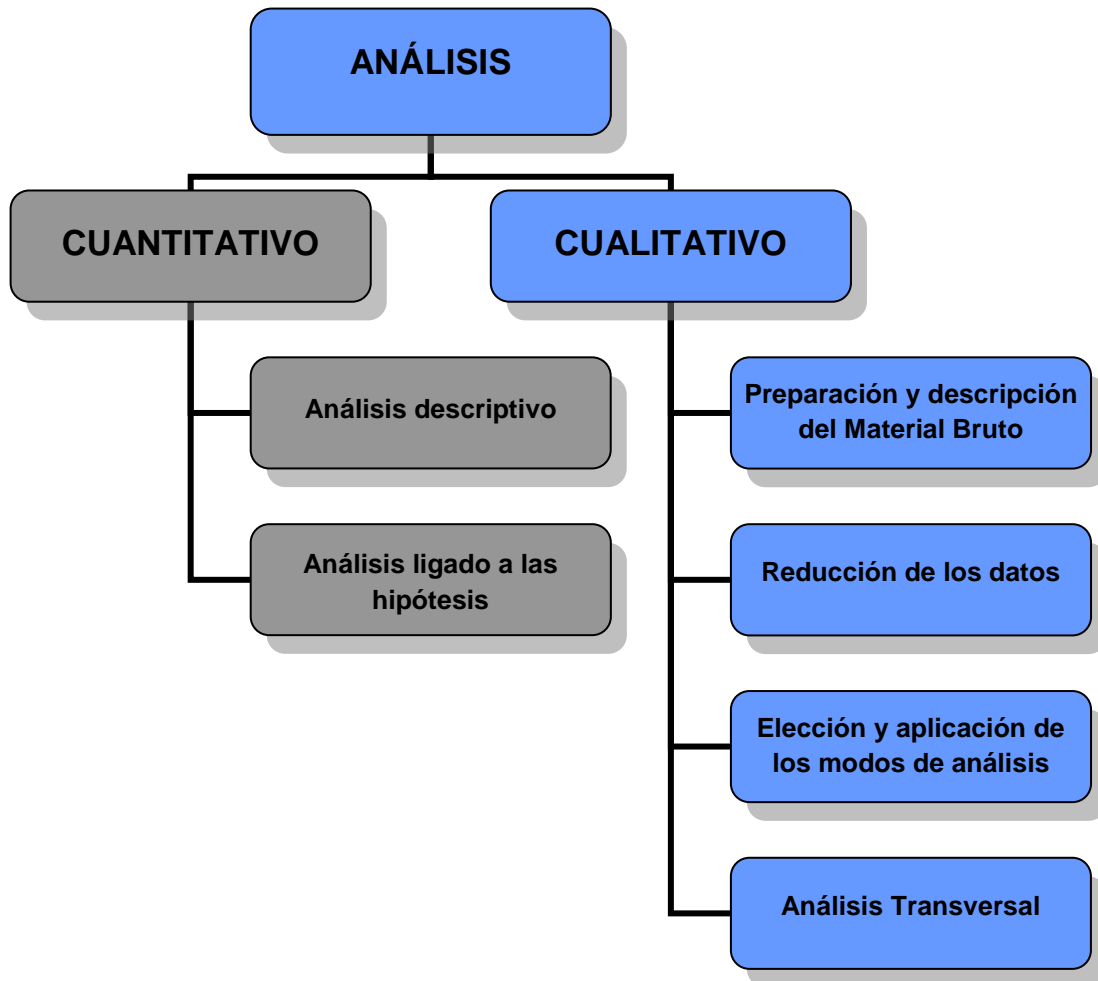 ANÁLISIS
CUANTITATIVO
CUALITATIVO
Análisis descriptivo
Análisis ligado a las
hipótesis
Preparación y descripción
del Material Bruto
Reducción de los datos
Elección y aplicación de
los modos de análisis
Análisis Transversal